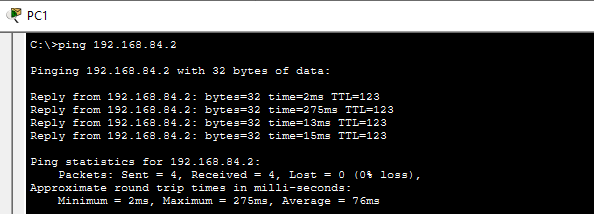 PC1
C:\>ping 192.168.84.2
Pinging 192.168.84.2 with 32 bytes of data:
Reply from 192.168.84.2: bytes=32 time=2ms TTL=123
Reply from 192.168.84.2: bytes=32 time=275ms TTL=123
Reply from 192.168.84.2: bytes=32 time=13ms TTL=123
Reply from 192.168.84.2: bytes=32 time=15ms TTL=123
Ping statistics for 192.168.84.2:
Packets: Sent = 4, Received = 4, Lost = 0 (0% loss),
Approximate round trip times in milli-seconds:
Minimum = 2ms, Maximum = 275ms, Average = 76ms